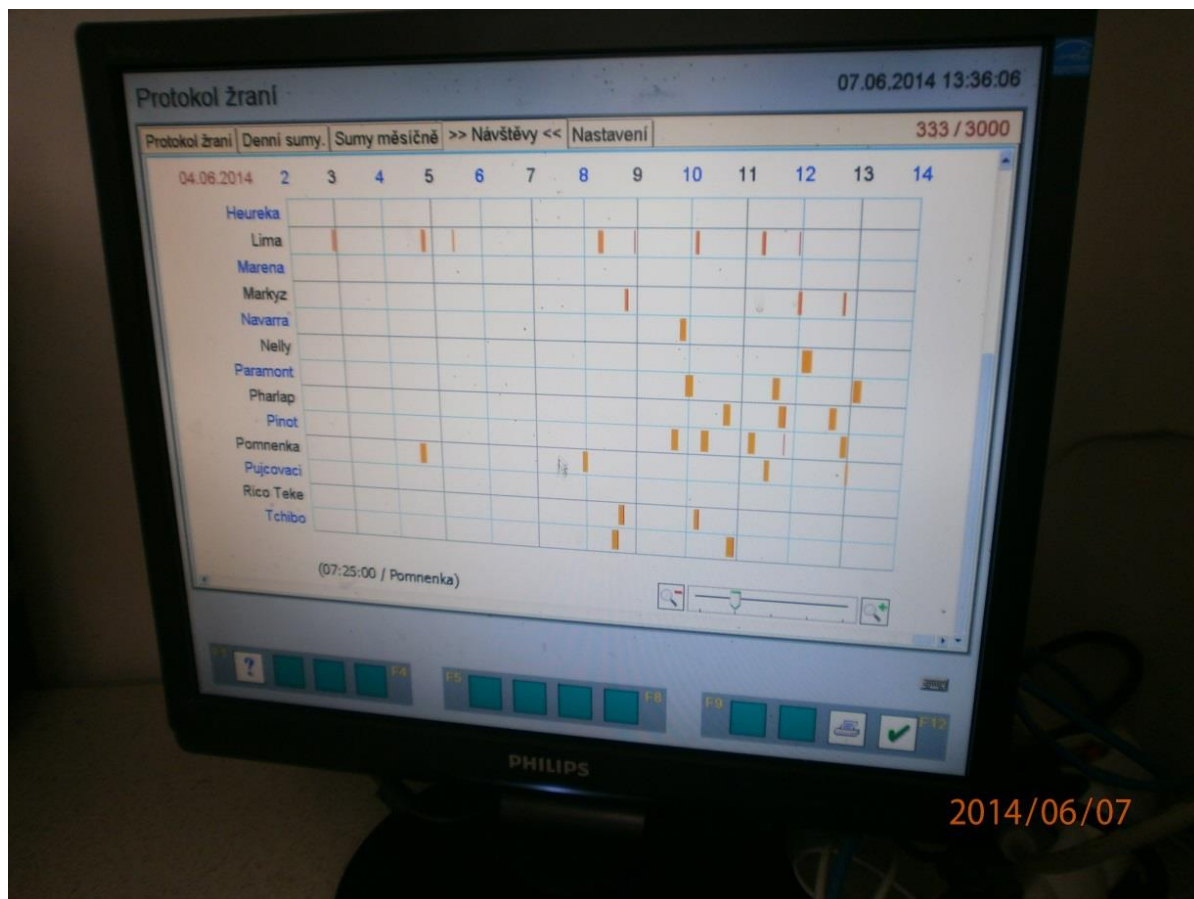 Protokol žraní
07.06.2014 13:36:06
Protokol žraní Denní sumy. Sumy měsíčně >> Návštěvy << Nastavení
333 / 3000
04.06.2014 2 3 4 5 6 7 8 9 10 11 12 13 14
Heureka
Lima
Marena
Markyz
Navarra
Nelly
Paramont
Pharlap
Pinot
Pomnenka
Pujcovaci
Rico Teke
Tchibo
(07:25:00 / Pomnenka)
? F4 F5 F8 F9 F12
PHILIPS
2014/06/07